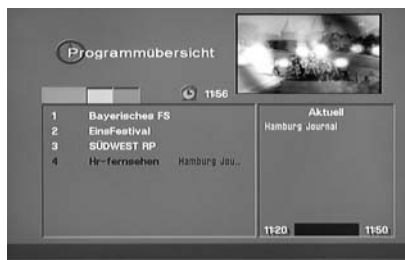 Programmübersicht
11:56
1 Bayerisches FS
2 EinsFestival
3 SÜDWEST RP
4 Hr-fernsehen Hamburg Jou..
Aktuell
Hamburg Journal
11:20 11:50